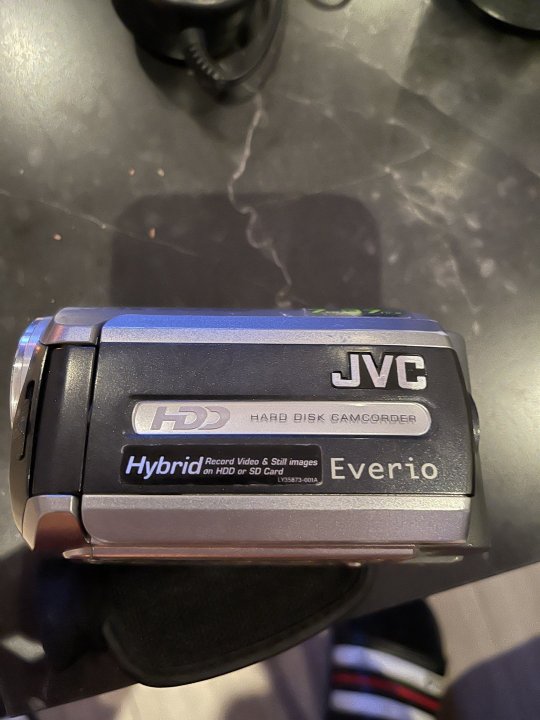 JVC
HDD HARD DISK CAMCORDER
Hybrid Record Video & Still images
on HDD or SD Card
LY35873-001A
Everio